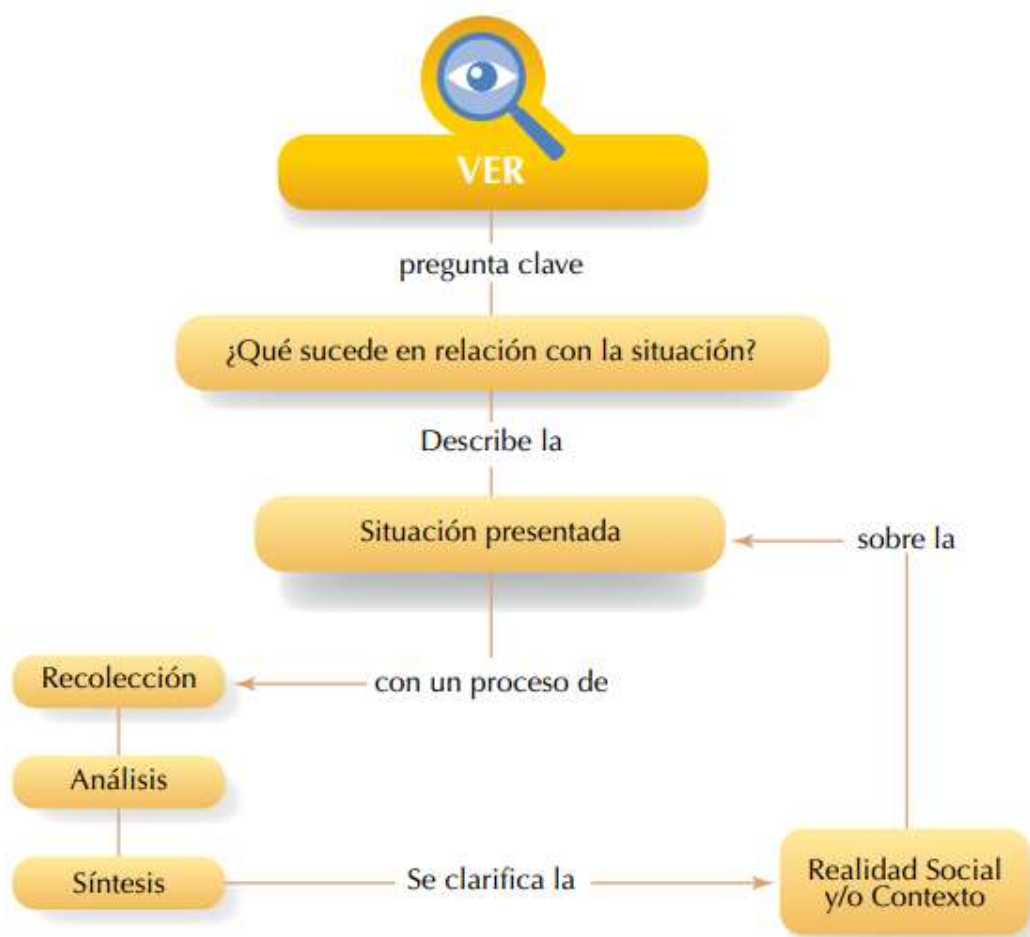 VER
pregunta clave
¿Qué sucede en relación con la situación?
Describe la
Situación presentada
sobre la
Recolección
con un proceso de
Análisis
Síntesis
Se clarifica la
Realidad Social
y/o Contexto